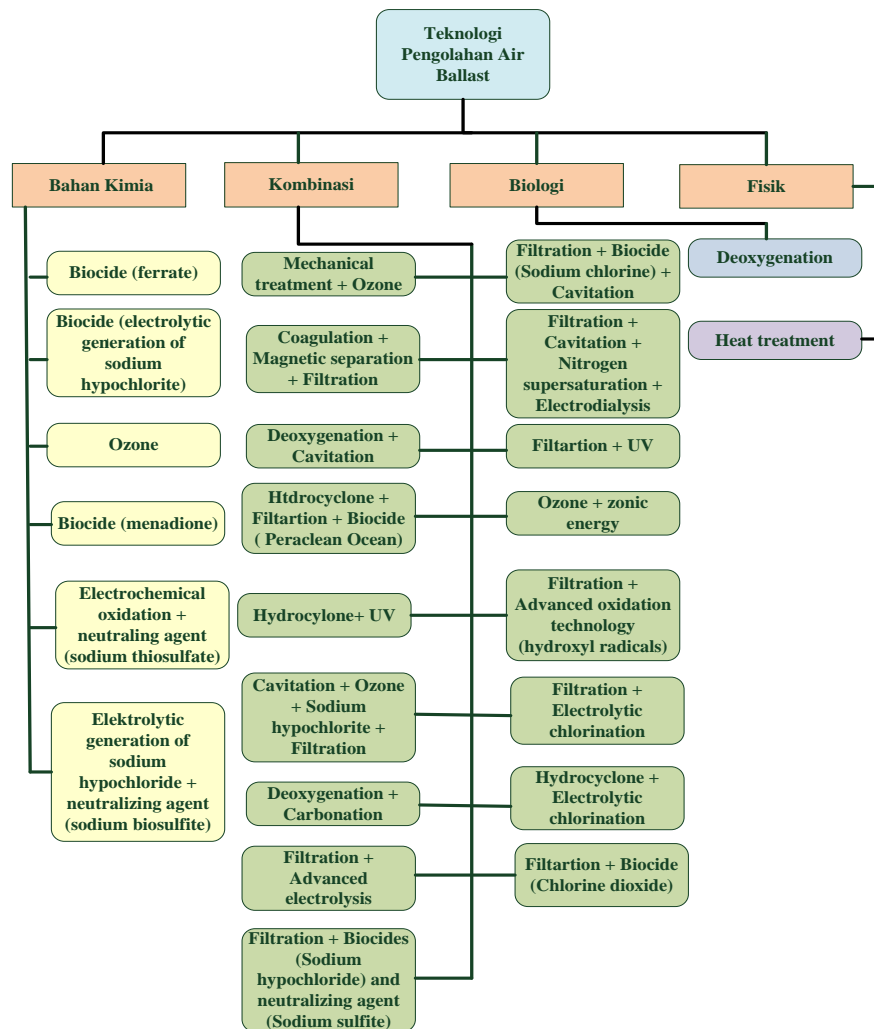 Teknologi
Pengolahan Air
Ballast
Bahan Kimia
Kombinasi
Biologi
Fisik
Biocide (ferrate)
Biocide (electrolytic
generation of
sodium
hypochlorite)
Ozone
Biocide (menadione)
Electrochemical
oxidation +
neutraling agent
(sodium thiosulfate)
Elektrolytic
generation of
sodium
hypochloride +
neutralizing agent
(sodium biosulfite)
Mechanical
treatment + Ozone
Coagulation +
Magnetic separation
+ Filtration
Deoxygenation +
Cavitation
Htdrocyclone +
Filtartion + Biocide
( Peraclean Ocean)
Hydrocylone+ UV
Cavitation + Ozone
+ Sodium
hypochlorite +
Filtration
Deoxygenation +
Carbonation
Filtration +
Advanced
electrolysis
Filtration + Biocides
(Sodium
hypochloride) and
neutralizing agent
(Sodium sulfite)
Filtration + Biocide
(Sodium chlorine) +
Cavitation
Filtration +
Cavitation +
Nitrogen
supersaturation +
Electrodialysis
Filtartion + UV
Ozone + zonic
energy
Filtration +
Advanced oxidation
technology
(hydroxyl radicals)
Filtration +
Electrolytic
chlorination
Hydrocyclone +
Electrolytic
chlorination
Filtartion + Biocide
(Chlorine dioxide)
Deoxygenation
Heat treatment